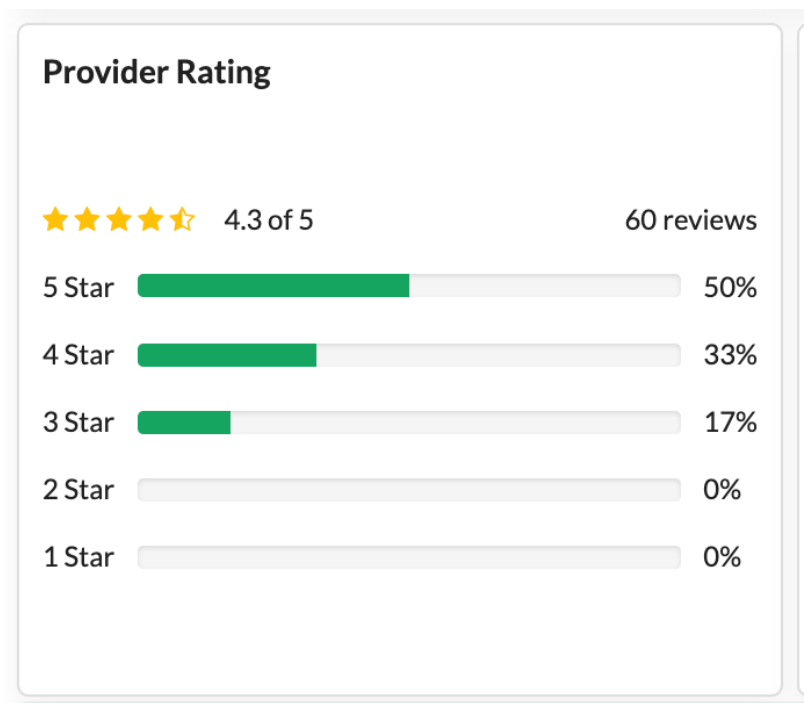 Provider Rating
4.3 of 5 60 reviews
5 Star 50%
4 Star 33%
3 Star 17%
2 Star 0%
1 Star 0%